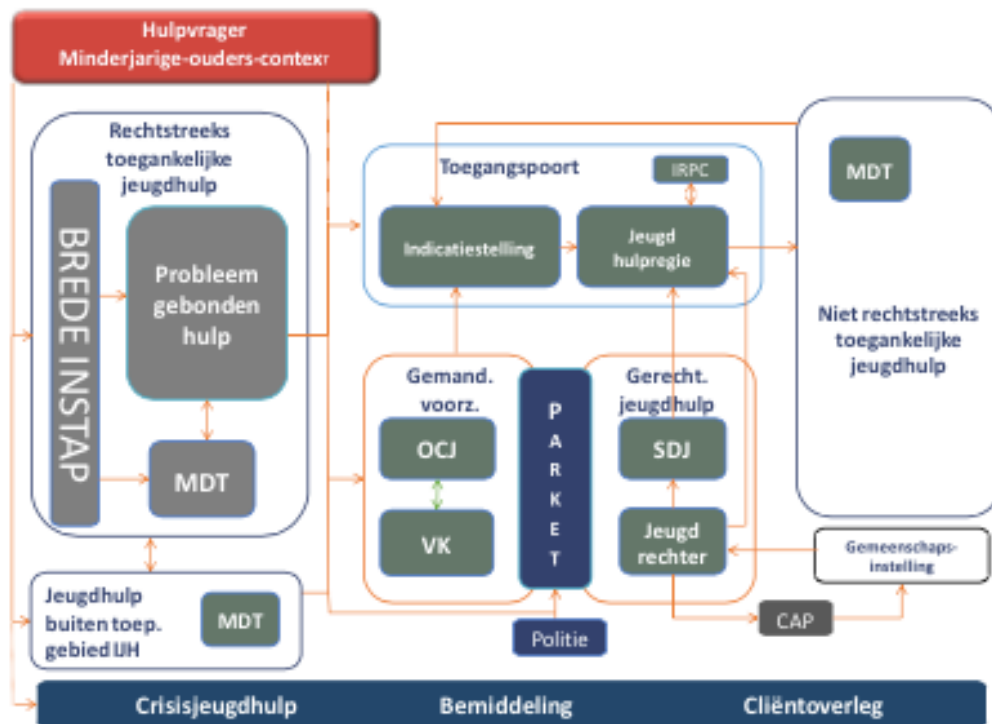 Hulpvrager
Minderjarige-ouders-context
Rechtstreeks
toegankelijke
jeugdhulp
BREDE INSTAP
Probleem
gebonden
hulp
MDT
Jeugdhulp
buiten toep.
gebied IJH
MDT
Toegangspoort
IRPC
Indicatiestelling
Jeugd
hulpregie
Gemand.
voorz.
OCJ
VK
PARKET
Gerecht.
jeugdhulp
SDJ
Jeugd
rechter
Politie
MDT
Niet rechtstreeks
toegankelijke
jeugdhulp
Gemeenschaps-
instelling
CAP
Crisisjeugdhulp Bemiddeling Cliëntoverleg